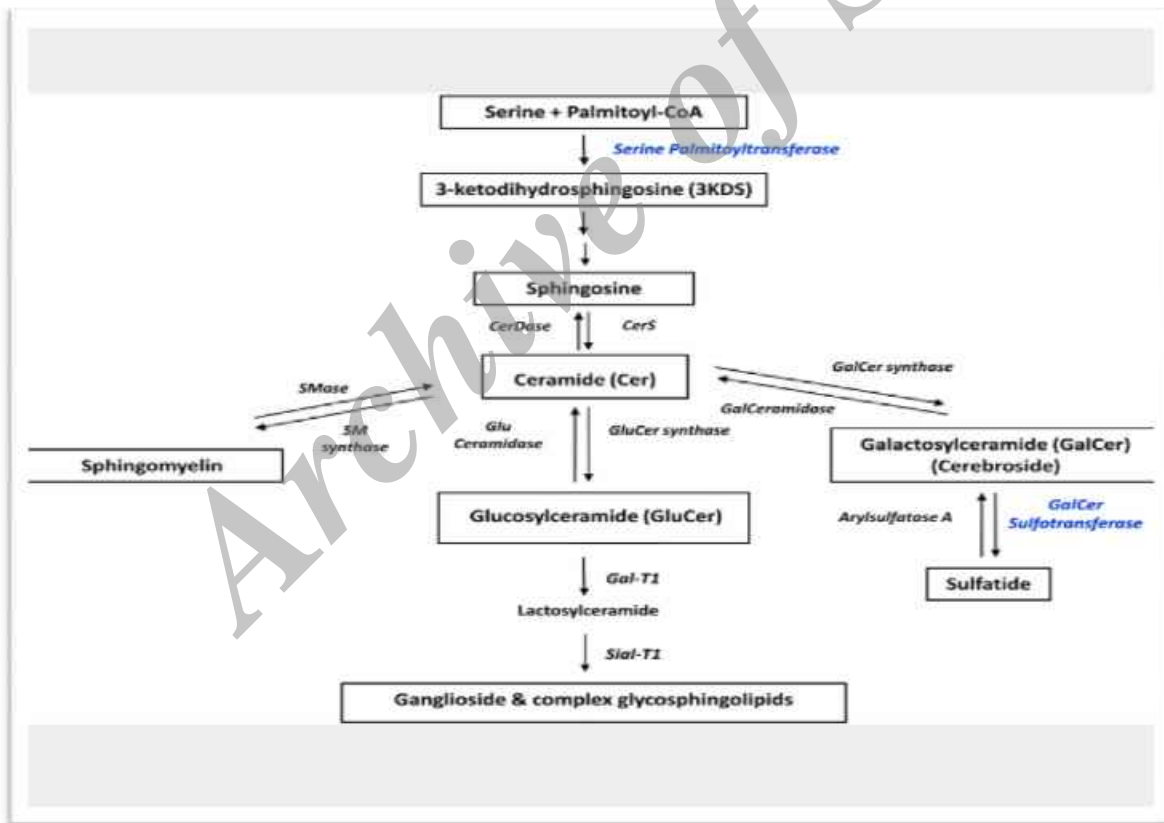 Serine + Palmitoyl-CoA
Serine Palmitoyltransferase
3-ketodihydrosphingosine (3KDS)
Sphingosine
CerDase
CerS
Ceramide (Cer)
GalCer synthase
GalCeramidase
SMase
SM
synthase
Glu
Ceramidase
GluCer synthase
Sphingomyelin
Galactosylceramide (GalCer)
(Cerebroside)
Glucosylceramide (GluCer)
Arylsulfatase A
GalCer
Sulfotransferase
Gal-T1
Sulfatide
Lactosylceramide
Sial-T1
Ganglioside & complex glycosphingolipids
Archive of